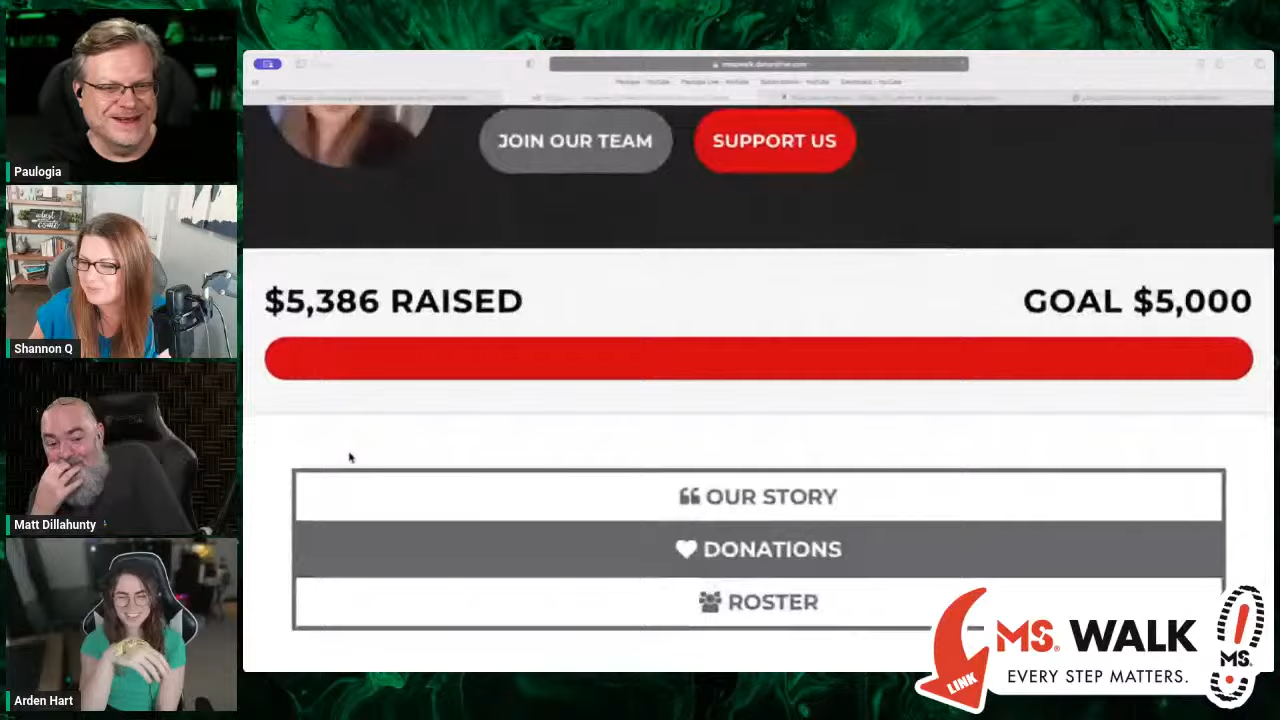 Paulogia
Shannon Q
Matt Dillahunty
Arden Hart
JOIN OUR TEAM
SUPPORT US
$5,386 RAISED
GOAL $5,000
OUR STORY
DONATIONS
ROSTER
LINK
MS. WALK
EVERY STEP MATTERS.
MS.